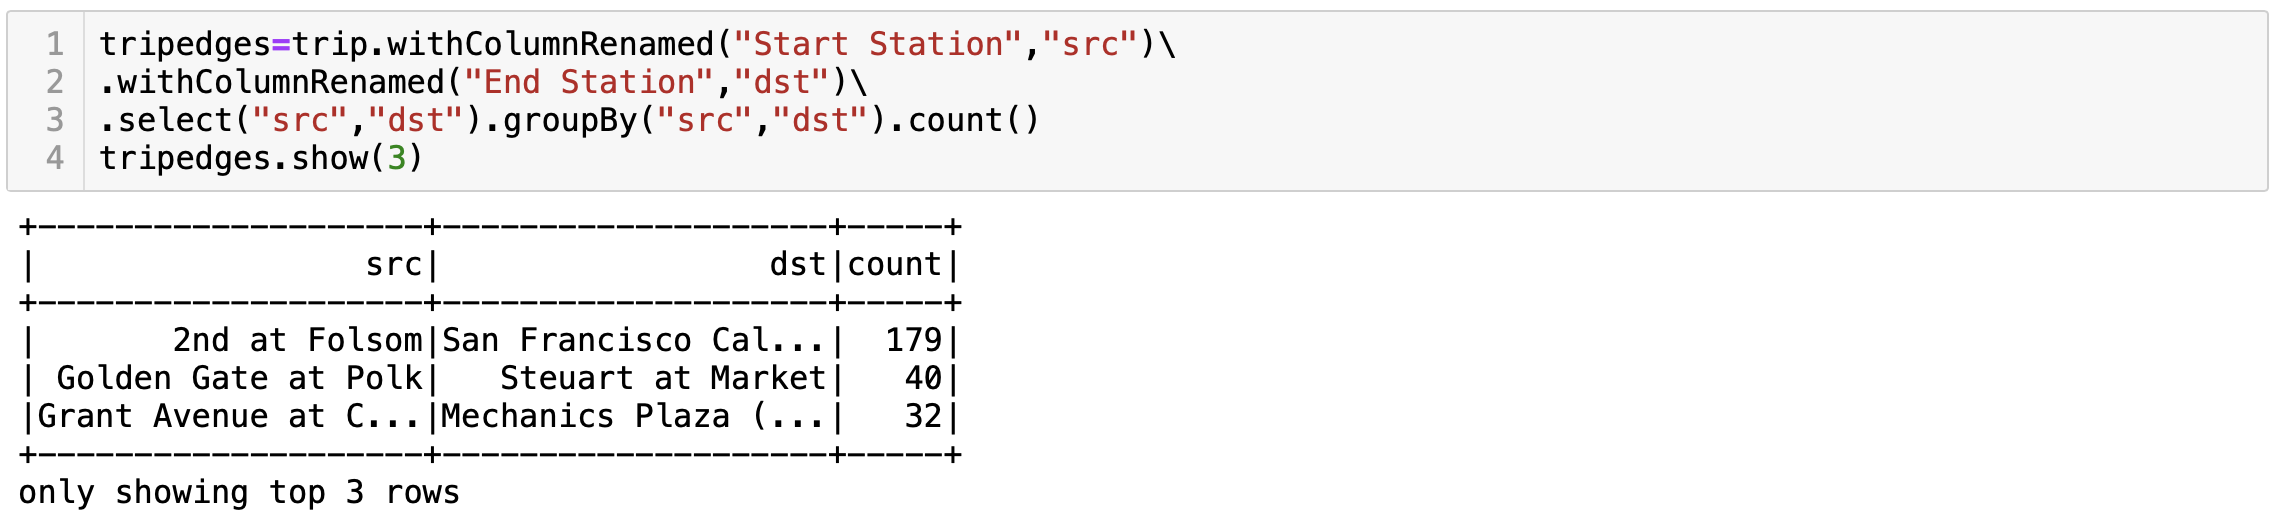 1 tripedges=trip.withColumnRenamed("Start Station","src")\
2 .withColumnRenamed("End Station","dst")\
3 .select("src","dst").groupBy("src","dst").count()
4 tripedges.show(3)
+--------------------+--------------------+-----+
|                 src|                 dst|count|
+--------------------+--------------------+-----+
|       2nd at Folsom|San Francisco Cal...|  179|
| Golden Gate at Polk|   Steuart at Market|   40|
|Grant Avenue at C...|Mechanics Plaza (...|   32|
+--------------------+--------------------+-----+
only showing top 3 rows